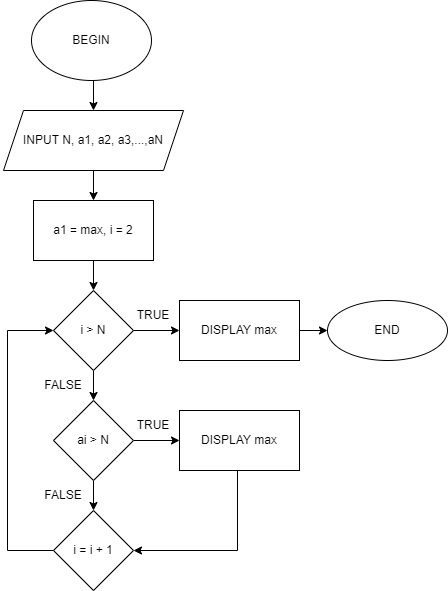 BEGIN
INPUT N, a1, a2, a3,...,aN
a1 = max, i = 2
i > N
TRUE
DISPLAY max
END
FALSE
ai > N
TRUE
DISPLAY max
FALSE
i = i + 1